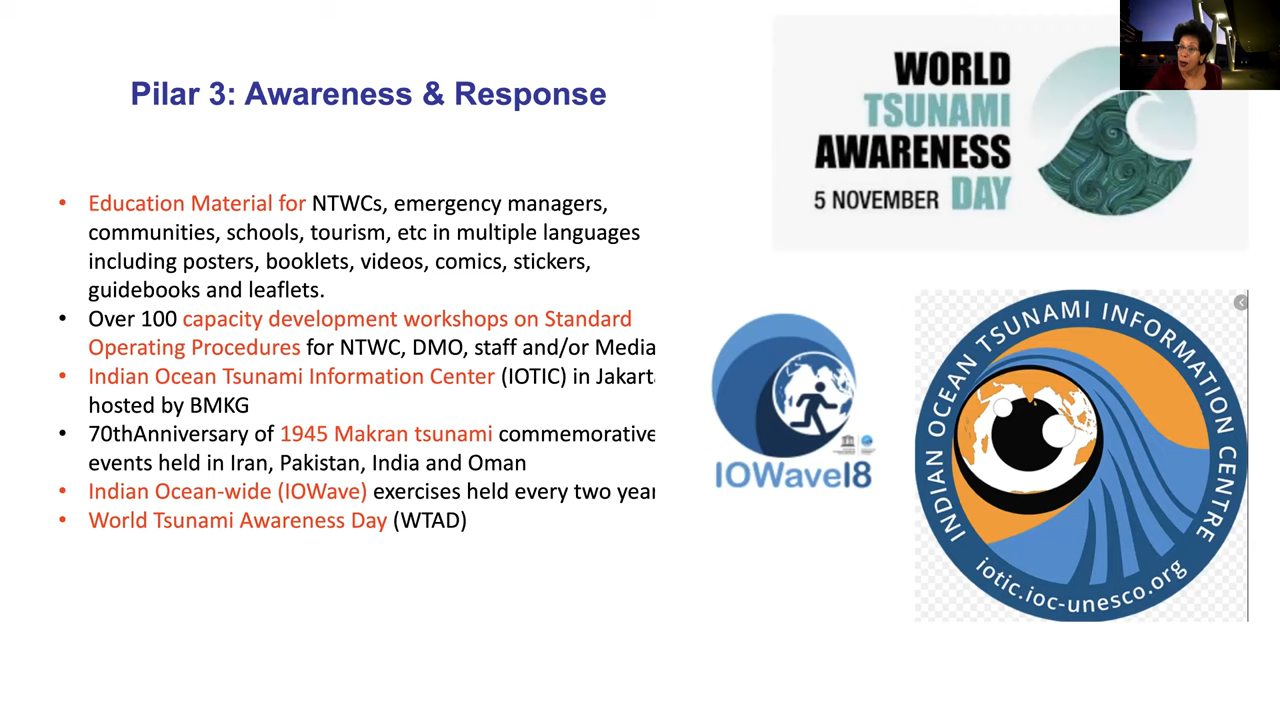 Pilar 3: Awareness & Response
• Education Material for NTWCs, emergency managers,
communities, schools, tourism, etc in multiple languages
including posters, booklets, videos, comics, stickers,
guidebooks and leaflets.
• Over 100 capacity development workshops on Standard
Operating Procedures for NTWC, DMO, staff and/or Media
• Indian Ocean Tsunami Information Center (IOTIC) in Jakart
hosted by BMKG
• 70thAnniversary of 1945 Makran tsunami commemorative
events held in Iran, Pakistan, India and Oman
• Indian Ocean-wide (IOWave) exercises held every two year
• World Tsunami Awareness Day (WTAD)
WORLD
TSUNAMI
AWARENESS
5 NOVEMBER DAY
IOWave18
INDIAN OCEAN TSUNAMI INFORMATION CENTRE
iotic.ioc-unesco.org